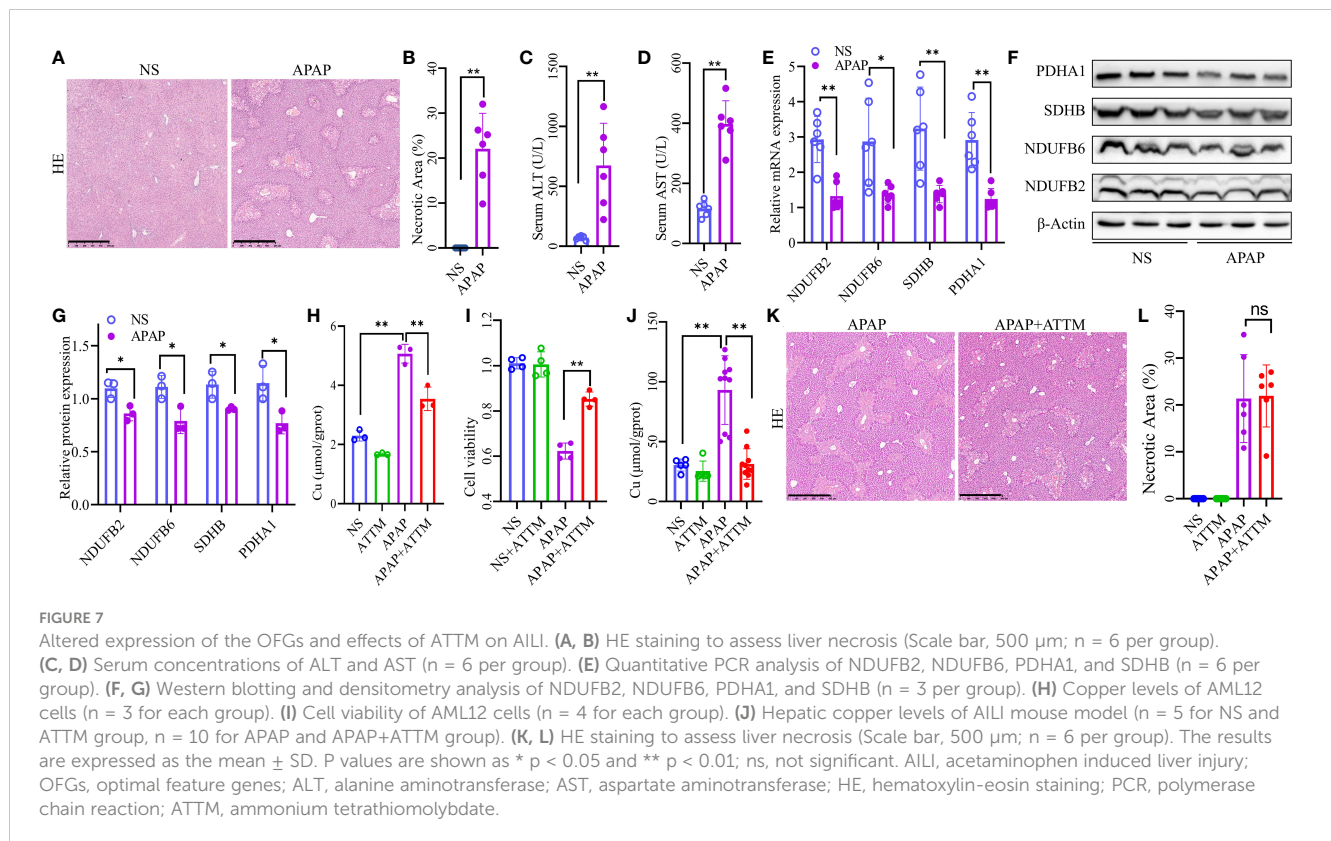 A
NS
APAP
HE
B
Necrotic Area (%)
0 10 20 30 40
**
NS
APAP
C
Serum ALT (U/L)
0 500 1000 1500
**
NS
APAP
D
Serum AST (U/L)
0 200 400 600
**
NS
APAP
E
NS
APAP
Relative mRNA expression
0 1 2 3 4 5
** * ** **
NDUFB2
NDUFB6
SDHB
PDHA1
F
PDHA1
SDHB
NDUFB6
NDUFB2
β-Actin
NS
APAP
G
NS
APAP
Relative protein expression
0.0 0.5 1.0 1.5
* * * *
NDUFB2
NDUFB6
SDHB
PDHA1
H
Cu (μmol/gprot)
0 2 4 6
** **
NS
ATTM
APAP
APAP+ATTM
I
Cell viability
0.4 0.6 0.8 1.0 1.2
**
NS
NS+ATTM
APAP
APAP+ATTM
J
Cu (μmol/gprot)
0 50 100 150
** **
NS
ATTM
APAP
APAP+ATTM
K
APAP
APAP+ATTM
HE
L
Necrotic Area (%)
0 10 20 30 40
ns
NS
ATTM
APAP
APAP+ATTM
FIGURE 7
Altered expression of the OFGs and effects of ATTM on AILI. (A, B) HE staining to assess liver necrosis (Scale bar, 500 μm; n = 6 per group).
(C, D) Serum concentrations of ALT and AST (n = 6 per group). (E) Quantitative PCR analysis of NDUFB2, NDUFB6, PDHA1, and SDHB (n = 6 per
group). (F, G) Western blotting and densitometry analysis of NDUFB2, NDUFB6, PDHA1, and SDHB (n = 3 per group). (H) Copper levels of AML12
cells (n = 3 for each group). (I) Cell viability of AML12 cells (n = 4 for each group). (J) Hepatic copper levels of AILI mouse model (n = 5 for NS and
ATTM group, n = 10 for APAP and APAP+ATTM group). (K, L) HE staining to assess liver necrosis (Scale bar, 500 μm; n = 6 per group). The results
are expressed as the mean ± SD. P values are shown as * p < 0.05 and ** p < 0.01; ns, not significant. AILI, acetaminophen induced liver injury;
OFGs, optimal feature genes; ALT, alanine aminotransferase; AST, aspartate aminotransferase; HE, hematoxylin-eosin staining; PCR, polymerase
chain reaction; ATTM, ammonium tetrathiomolybdate.